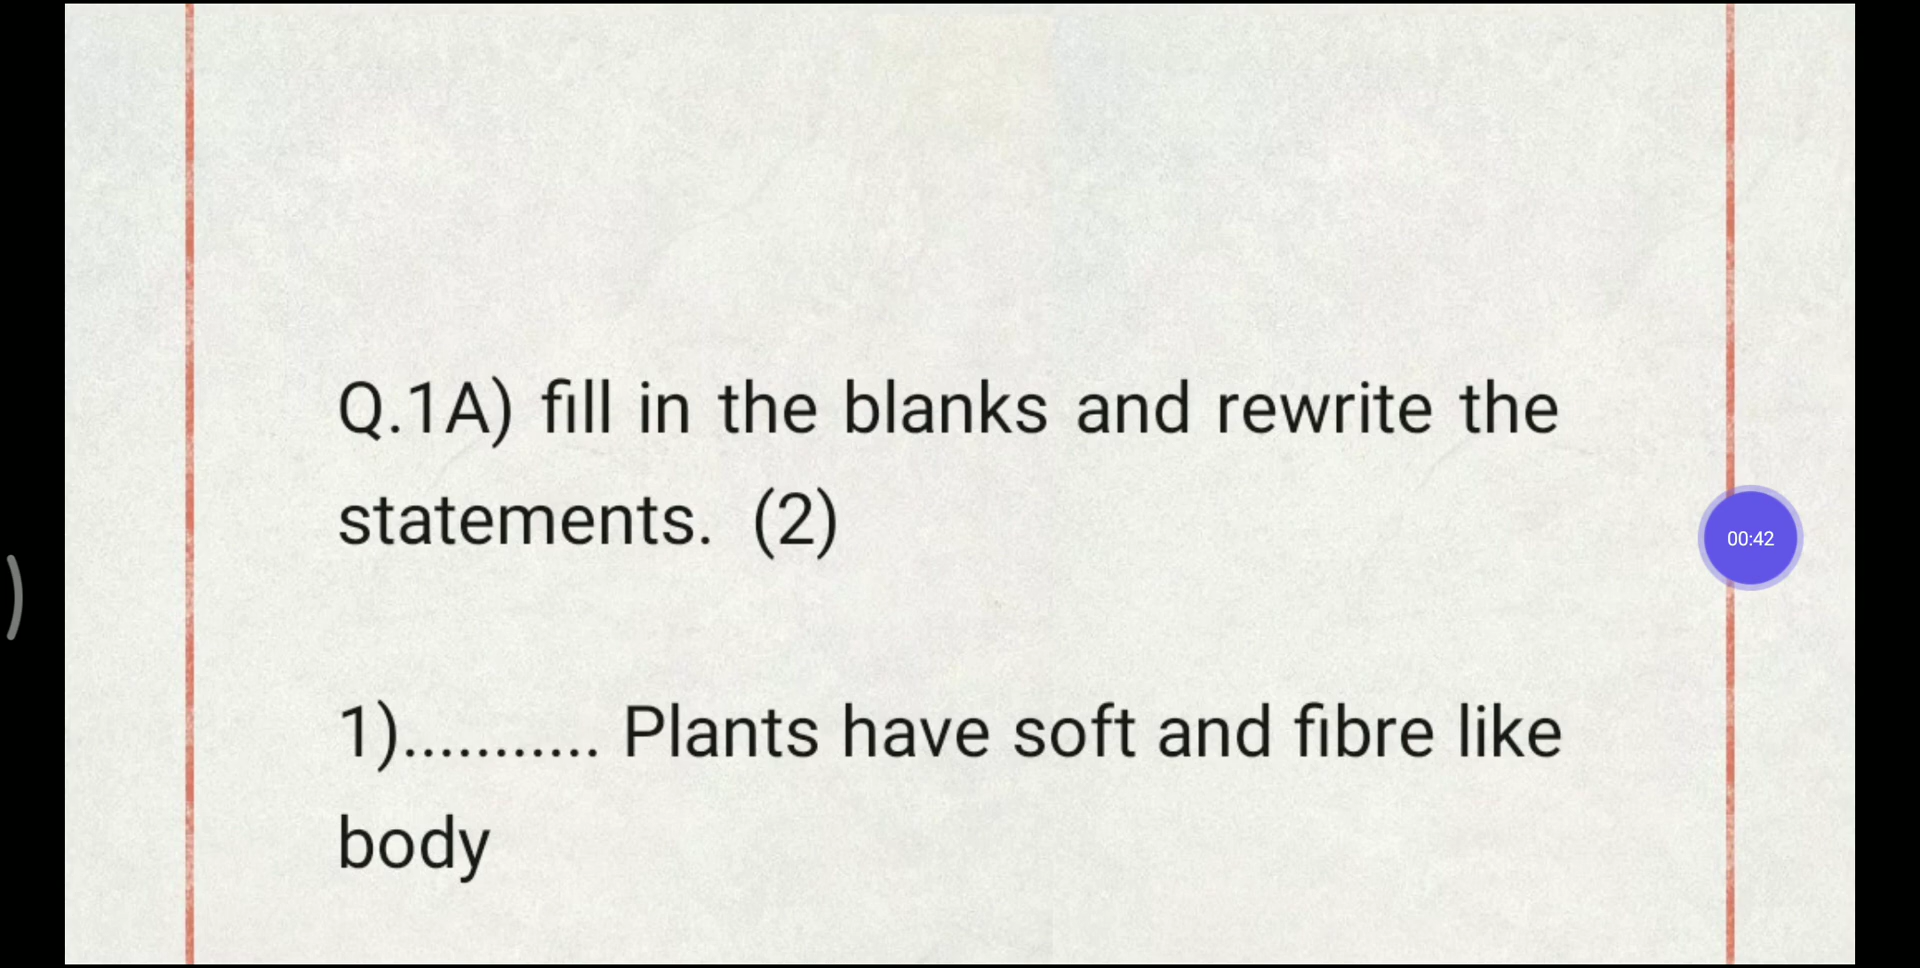 Q.1A) fill in the blanks and rewrite the
statements. (2)
1)........... Plants have soft and fibre like
body
00:42